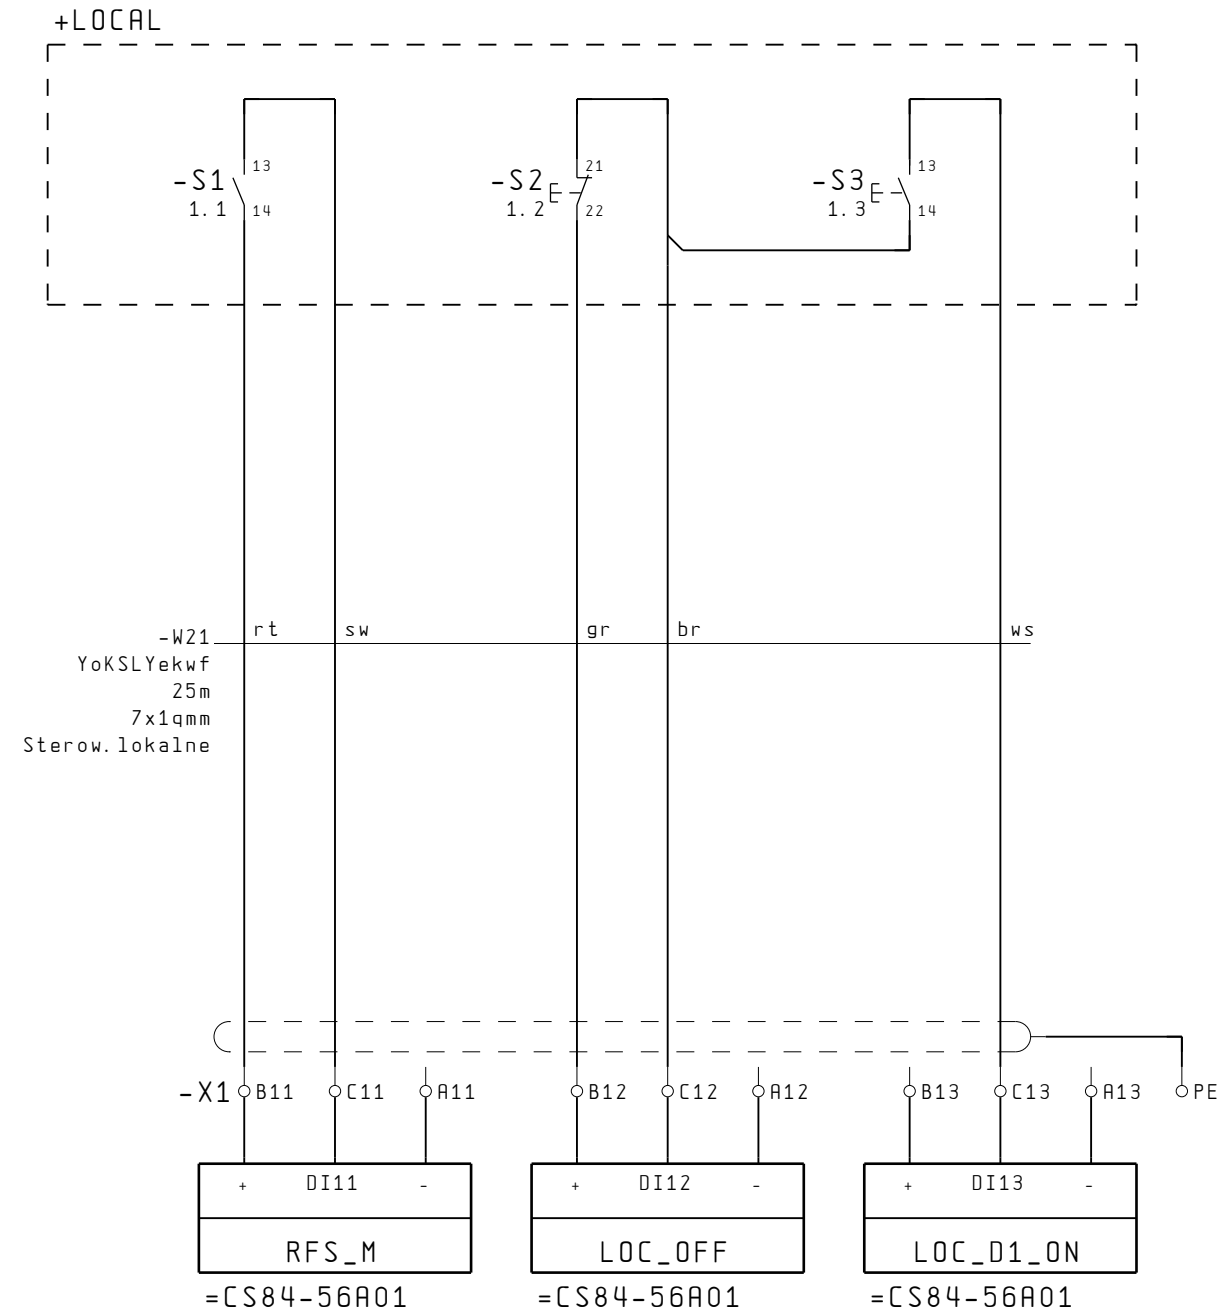 +LOCAL
-S1
1.1
13
14
-S2
1.2
21
22
-S3
1.3
13
14
-W21
YoKSLYekwf
25m
7x1qmm
Sterow.lokalne
rt
sw
gr
br
ws
-X1
B11
C11
A11
B12
C12
A12
B13
C13
A13
PE
+ DI11 -
RFS_M
=CS84-56A01
+ DI12 -
LOC_OFF
=CS84-56A01
+ DI13 -
LOC_D1_ON
=CS84-56A01